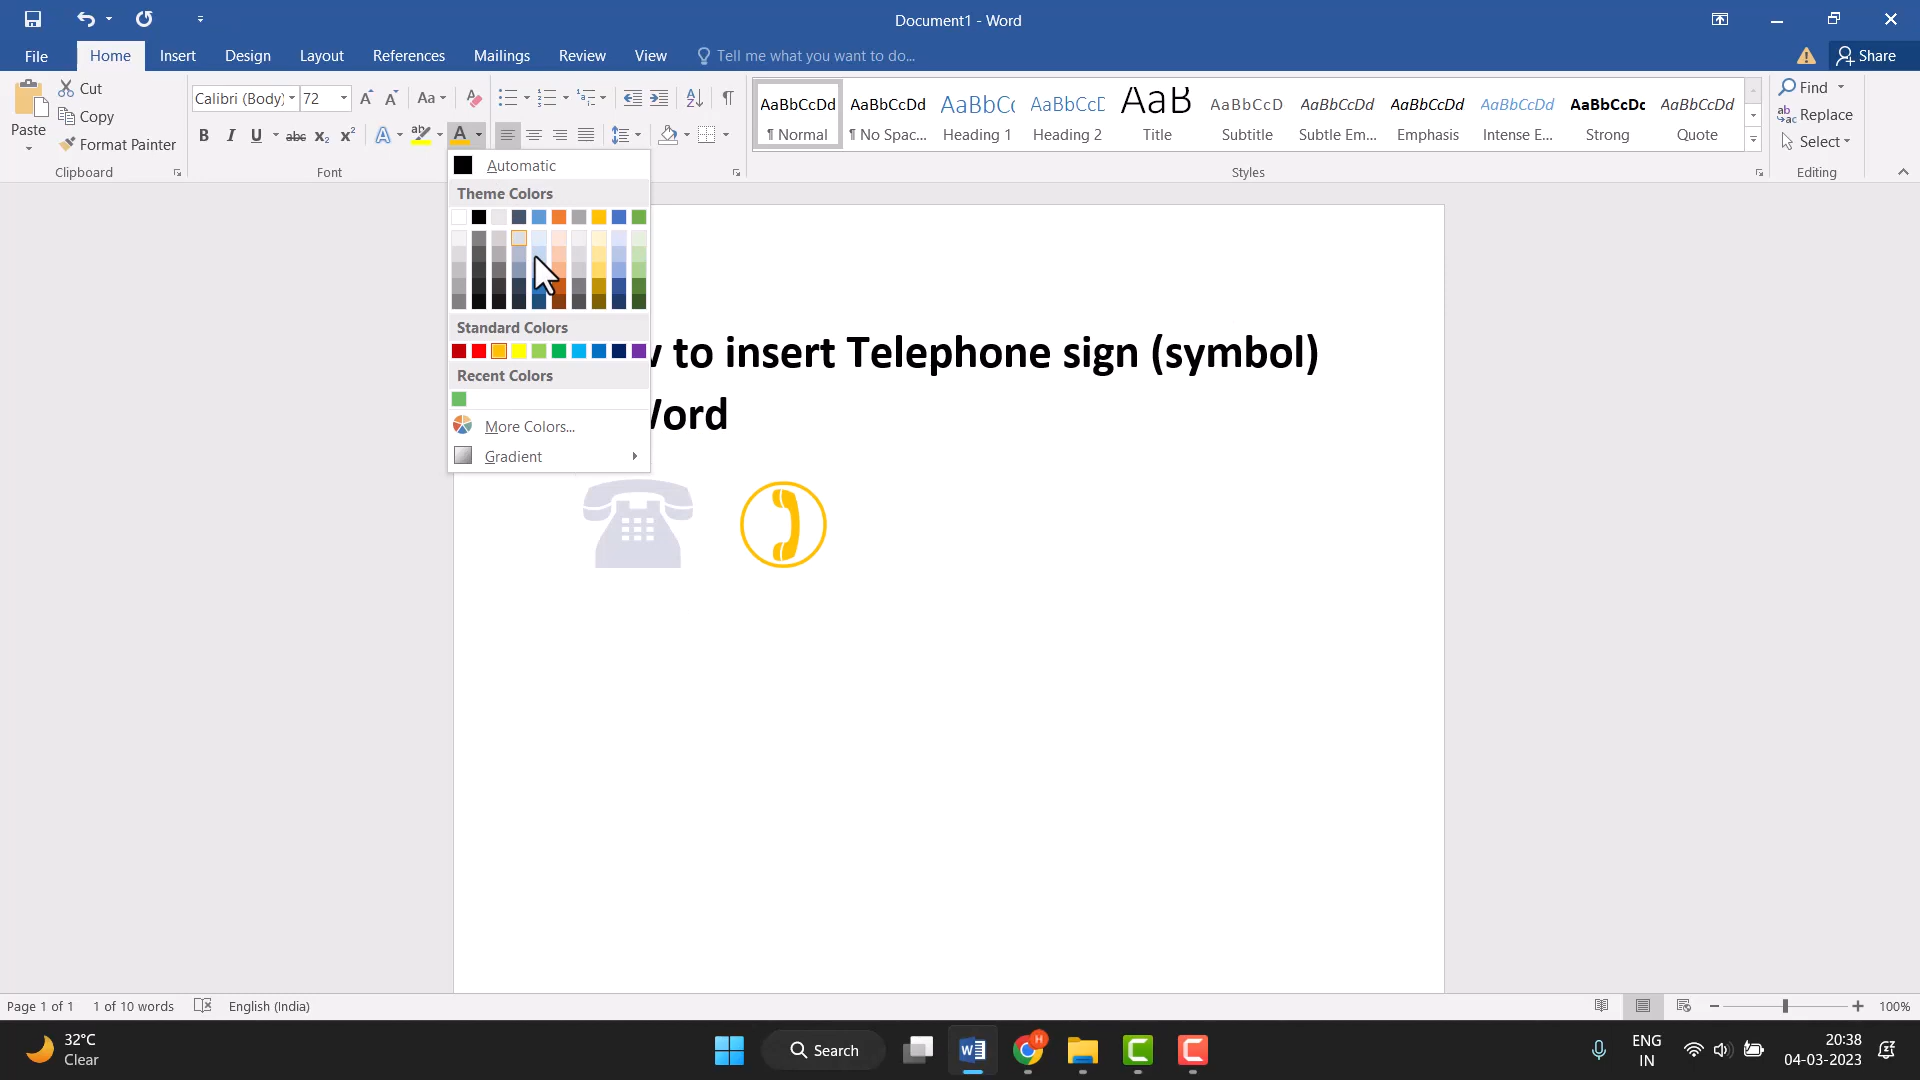 Document1 - Word
File Home Insert Design Layout References Mailings Review View Tell me what you want to do... Share
Paste
Cut
Copy
Format Painter
Clipboard
Calibri (Body) 72 Aa
B I U abc x₂ x² A ab A
Font
AaBbCcDd AaBbCcDd AaBbCc AaBbCcD AaB AaBbCcD AaBbCcDd AaBbCcDd AaBbCcDd AaBbCcDc AaBbCcDd
¶ Normal ¶ No Spac... Heading 1 Heading 2 Title Subtitle Subtle Em... Emphasis Intense E... Strong Quote
Styles
Find
Replace
Select
Editing
Automatic
Theme Colors
Standard Colors
Recent Colors
More Colors...
Gradient
to insert Telephone sign (symbol)
Word
Page 1 of 1 1 of 10 words English (India) 100%
32°C
Clear
Search
ENG
IN
20:38
04-03-2023